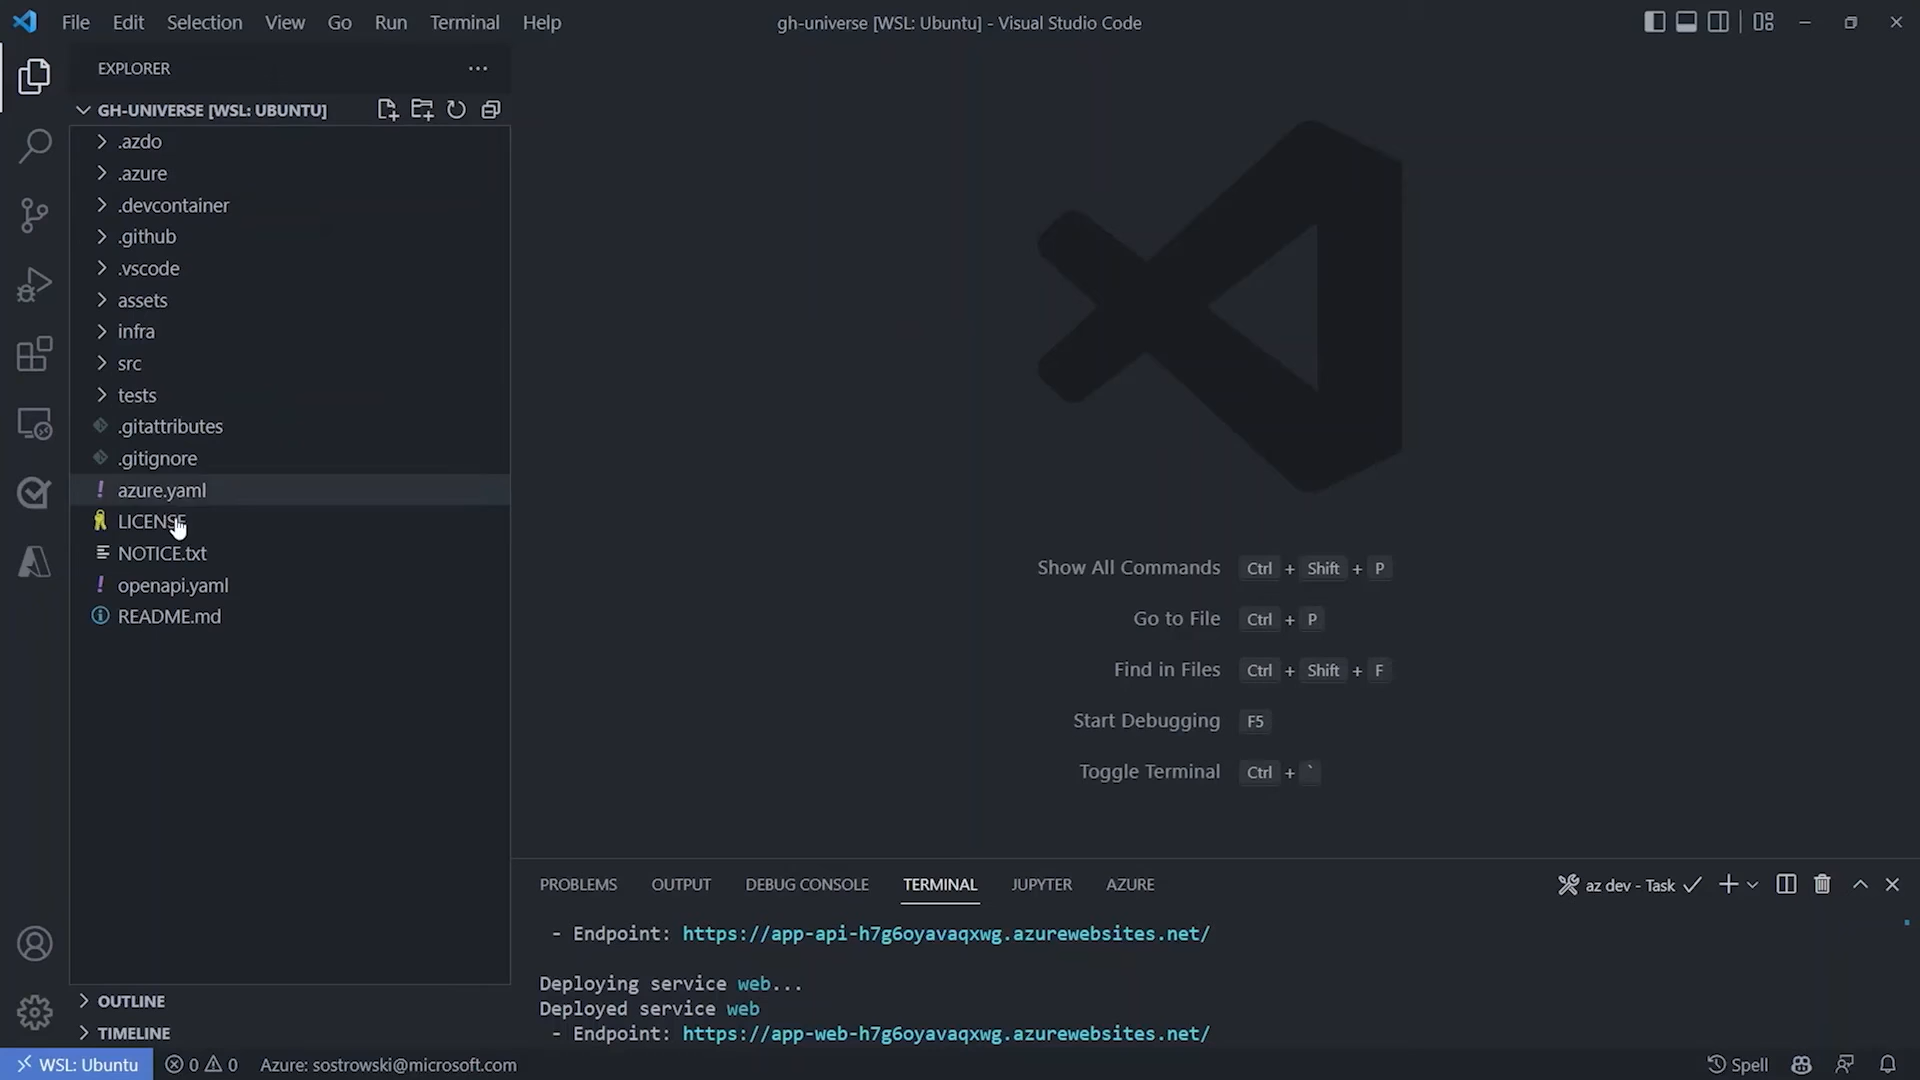 File Edit Selection View Go Run Terminal Help
gh-universe [WSL: Ubuntu] - Visual Studio Code
EXPLORER
GH-UNIVERSE [WSL: UBUNTU]
.azdo
.azure
.devcontainer
.github
.vscode
assets
infra
src
tests
.gitattributes
.gitignore
azure.yaml
LICENSE
NOTICE.txt
openapi.yaml
README.md
Show All Commands Ctrl + Shift + P
Go to File Ctrl + P
Find in Files Ctrl + Shift + F
Start Debugging F5
Toggle Terminal Ctrl + `
PROBLEMS OUTPUT DEBUG CONSOLE TERMINAL JUPYTER AZURE
az dev - Task
- Endpoint: https://app-api-h7g6oyavaqxwg.azurewebsites.net/
Deploying service web...
Deployed service web
- Endpoint: https://app-web-h7g6oyavaqxwg.azurewebsites.net/
OUTLINE
TIMELINE
WSL: Ubuntu 0 0 Azure: sostrowski@microsoft.com
Spell